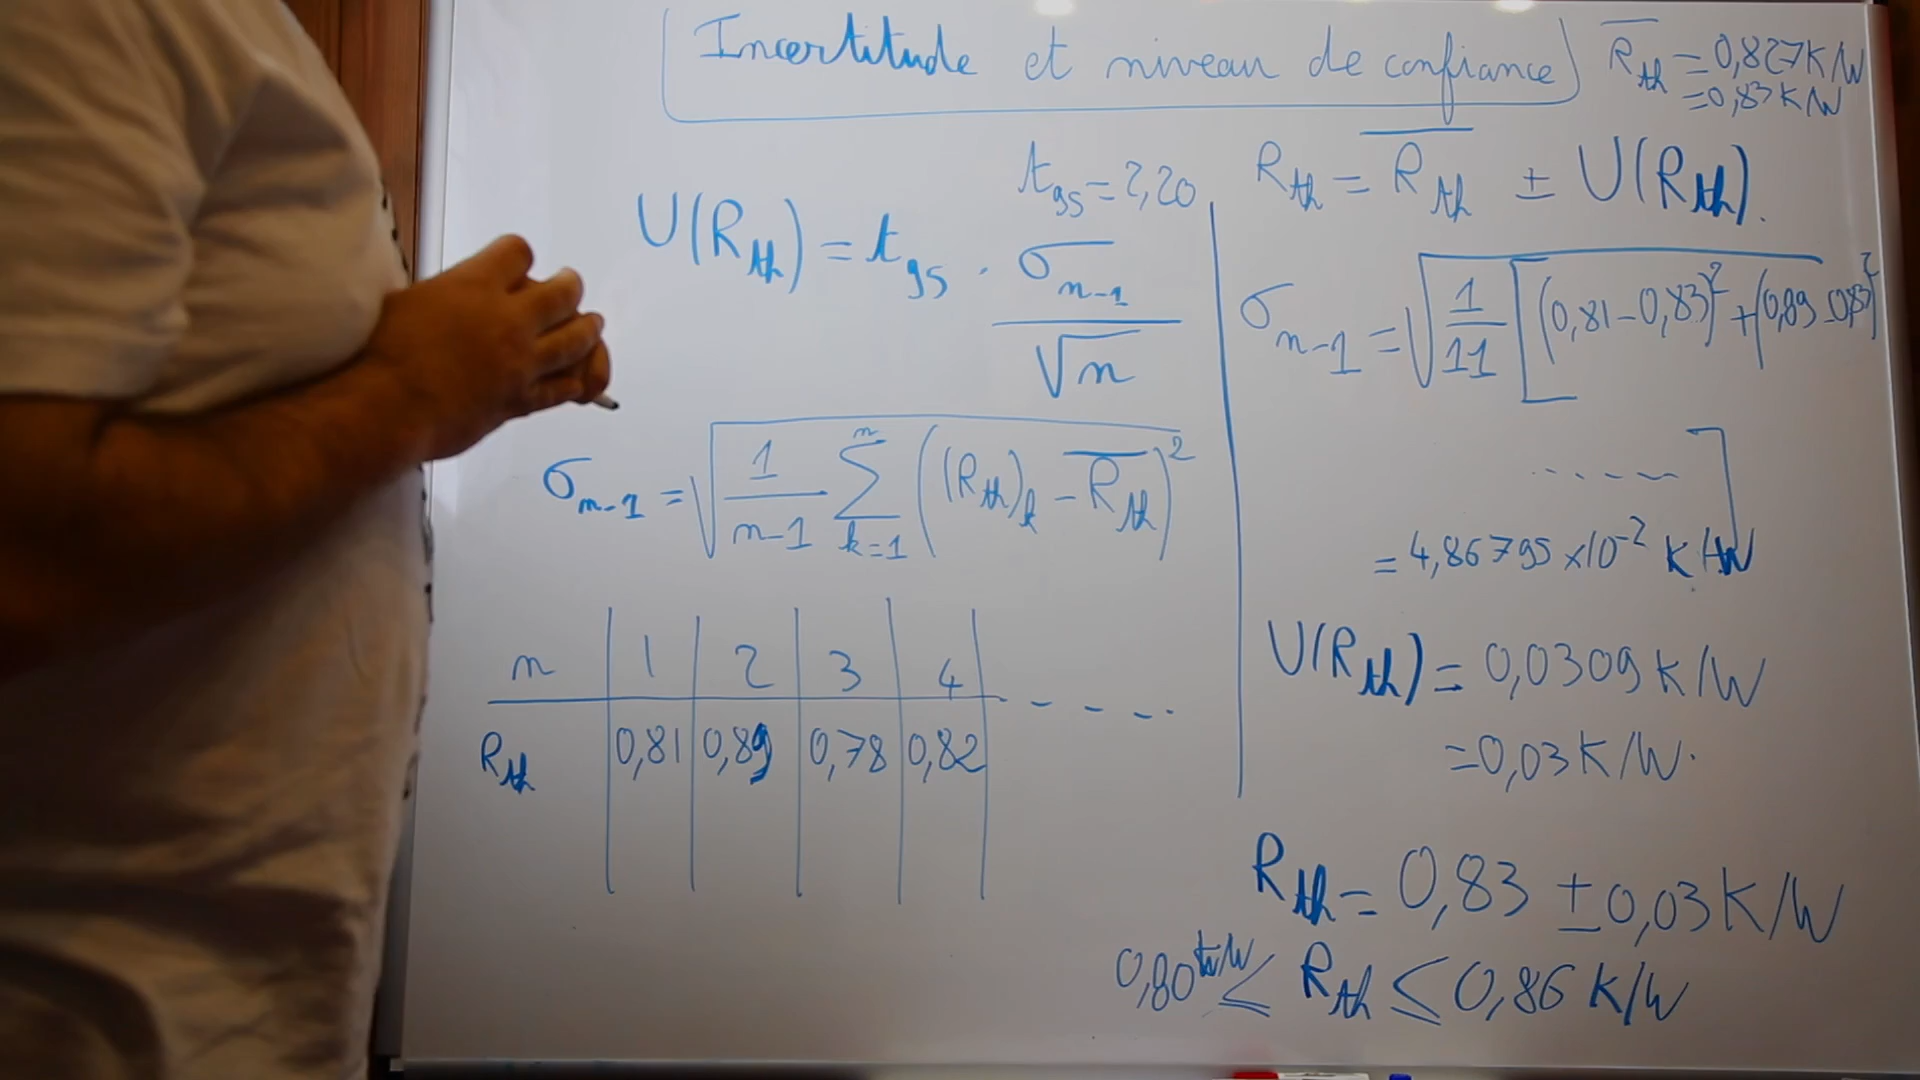 Incertitude et niveau de confiance
R̅th = 0,827 K/W
= 0,83 K/W
t95 = 2,20
U(Rth) = t95 · σn-1 / √n
σn-1 = √(1/(n-1) Σ(k=1 → n) ((Rth)k - R̅th)²)
n | 1 | 2 | 3 | 4 - - - -
Rth | 0,81 | 0,89 | 0,78 | 0,82
Rth = R̅th ± U(Rth).
σn-1 = √(1/11 [(0,81-0,83)² + (0,89-0,83)²
..... ]
= 4,86795 ×10⁻² K/W
U(Rth) = 0,0309 K/W
= 0,03 K/W.
Rth = 0,83 ± 0,03 K/W
0,80 K/W ≤ Rth ≤ 0,86 K/W